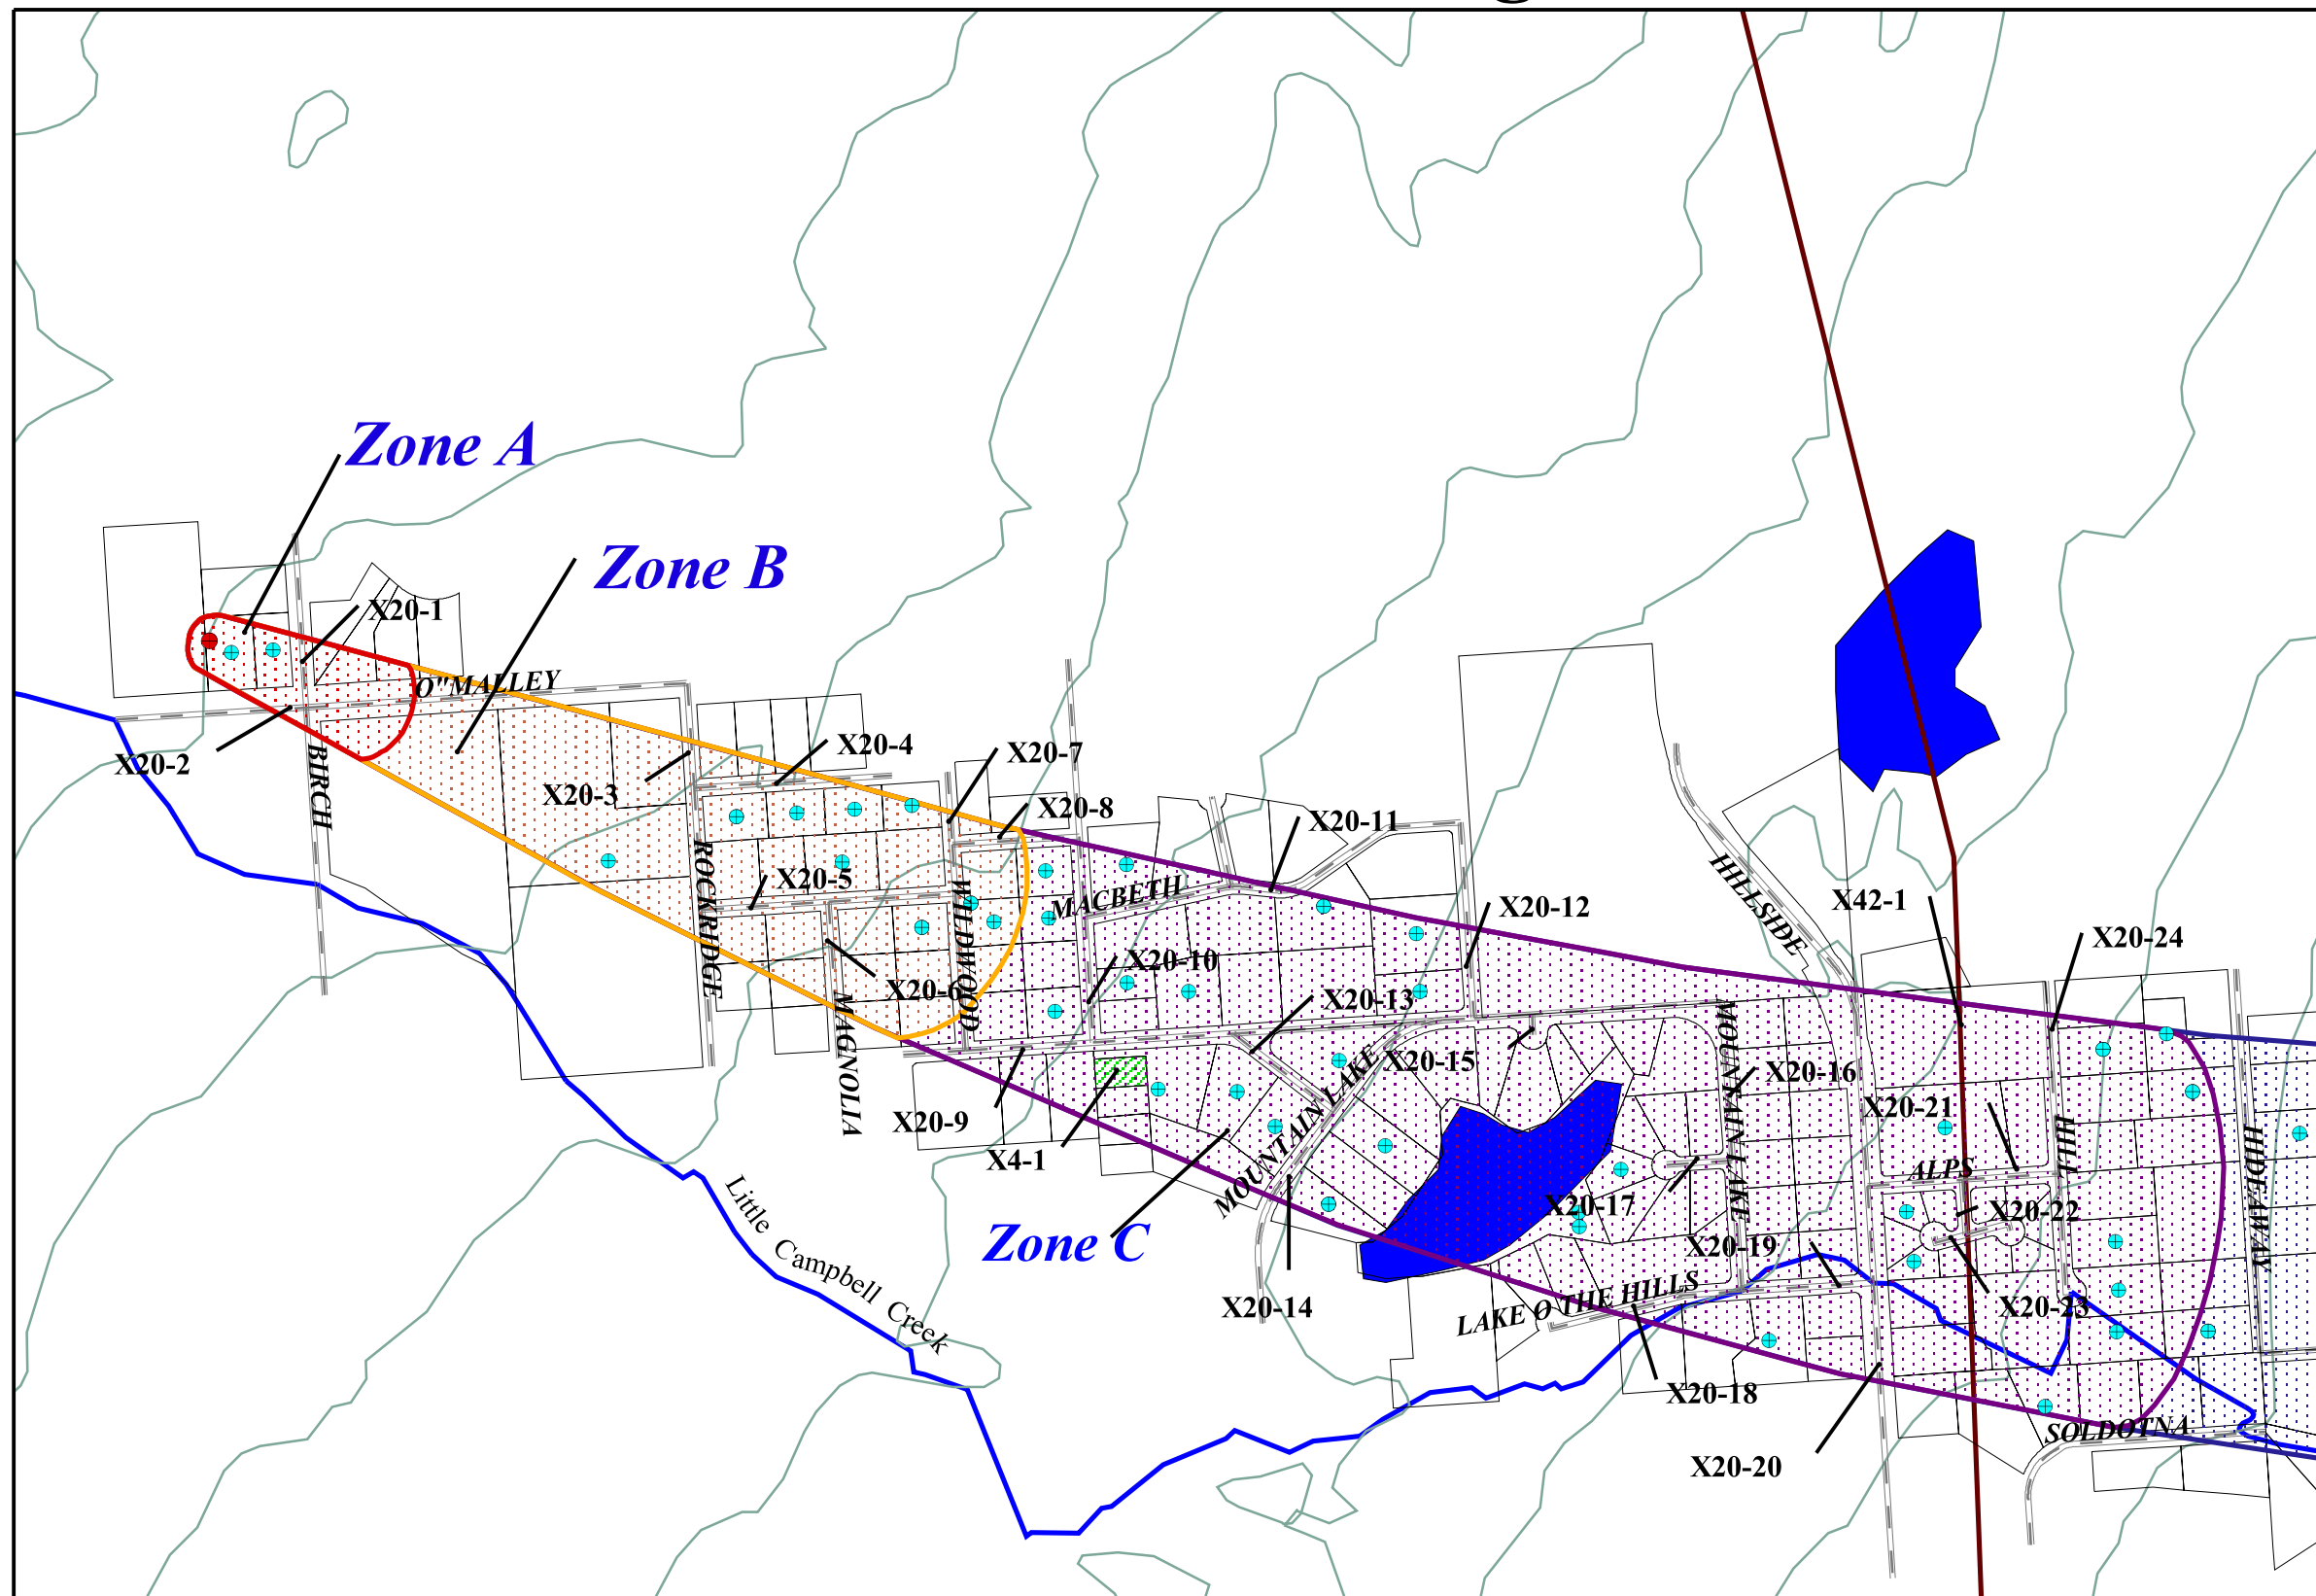 Zone A
Zone B
X20-1
O"MALLEY
X20-2
BIRCH
X20-3
X20-4
X20-7
X20-8
X20-11
X20-5
ROCKRIDGE
WILDWOOD
MACBETH
HILLSIDE
X42-1
X20-12
X20-24
X20-10
X20-6
X20-13
MAGNOLIA
X20-15
MOUNTAIN LAKE
X20-16
X20-9
X20-21
X4-1
MOUNTAIN LAKE
HILL
HIDEAWAY
ALPS
Zone C
X20-17
X20-22
X20-19
Little Campbell Creek
X20-14
LAKE O THE HILLS
X20-23
X20-18
SOLDOTNA
X20-20